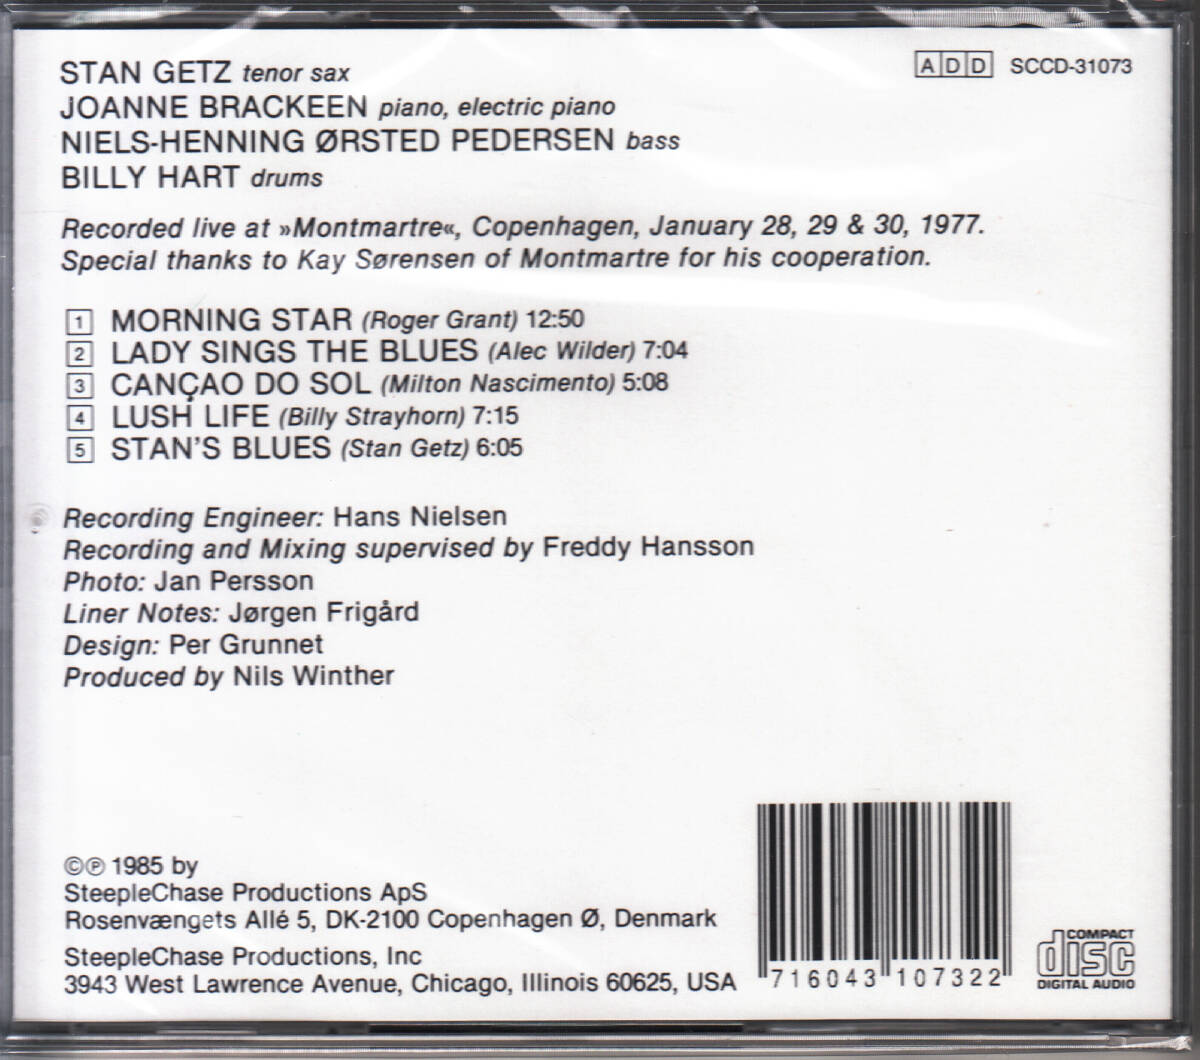 STAN GETZ tenor sax
JOANNE BRACKEEN piano, electric piano
NIELS-HENNING ØRSTED PEDERSEN bass
BILLY HART drums
ADD SCCD-31073
Recorded live at »Montmartre«, Copenhagen, January 28, 29 & 30, 1977.
Special thanks to Kay Sørensen of Montmartre for his cooperation.
1 MORNING STAR (Roger Grant) 12:50
2 LADY SINGS THE BLUES (Alec Wilder) 7:04
3 CANÇAO DO SOL (Milton Nascimento) 5:08
4 LUSH LIFE (Billy Strayhorn) 7:15
5 STAN'S BLUES (Stan Getz) 6:05
Recording Engineer: Hans Nielsen
Recording and Mixing supervised by Freddy Hansson
Photo: Jan Persson
Liner Notes: Jørgen Frigård
Design: Per Grunnet
Produced by Nils Winther
©℗ 1985 by
SteepleChase Productions ApS
Rosenvængets Allé 5, DK-2100 Copenhagen Ø, Denmark
SteepleChase Productions, Inc
3943 West Lawrence Avenue, Chicago, Illinois 60625, USA
716043 107322
COMPACT
disc
DIGITAL AUDIO